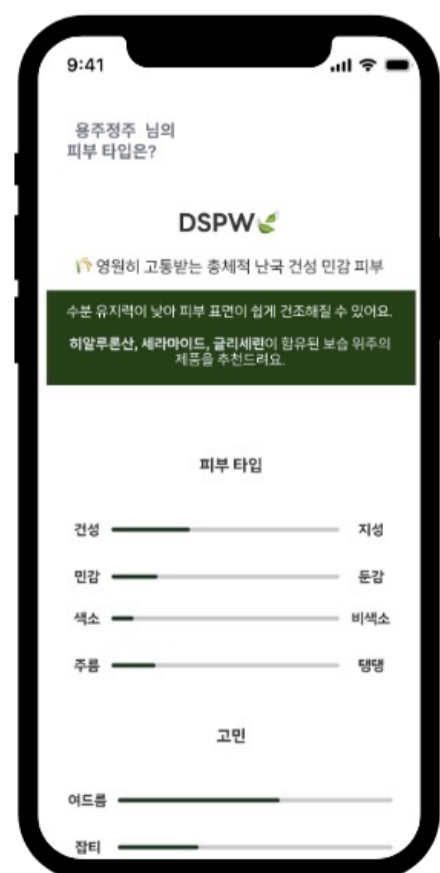 9:41
용주정주 님의
피부 타입은?
DSPW
영원히 고통받는 총체적 난국 건성 민감 피부
수분 유지력이 낮아 피부 표면이 쉽게 건조해질 수 있어요.
히알루론산, 세라마이드, 글리세린이 함유된 보습 위주의
제품을 추천드려요.
피부 타입
건성 지성
민감 둔감
색소 비색소
주름 탱탱
고민
여드름
잡티